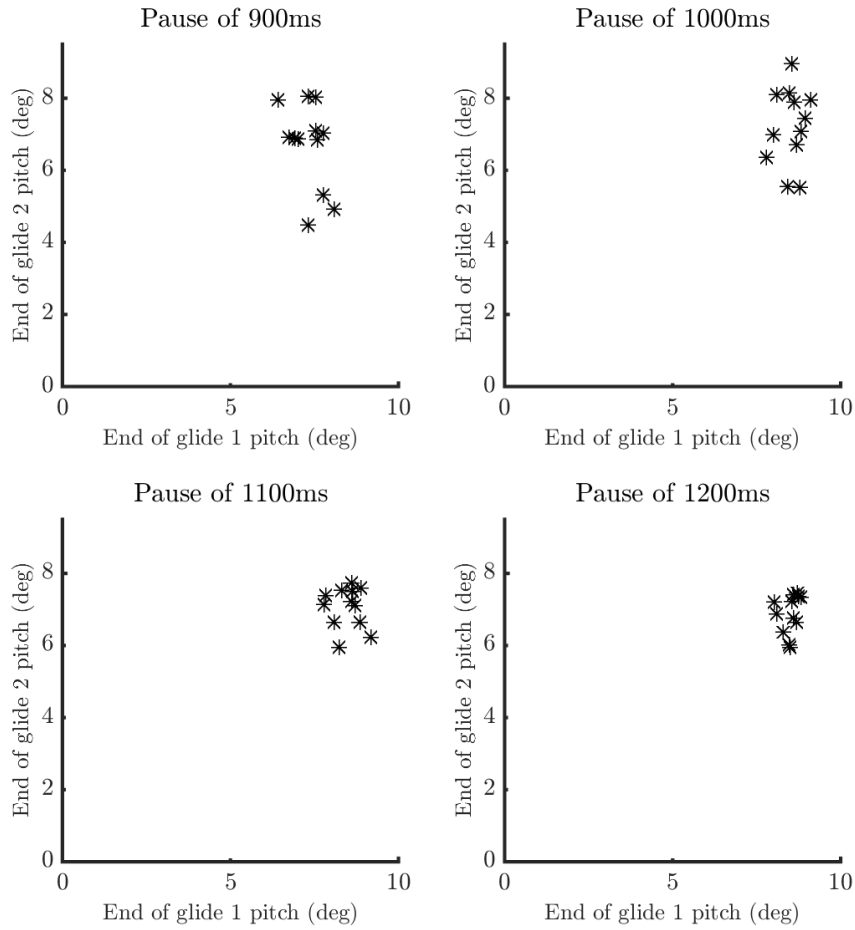 Pause of 900ms
End of glide 2 pitch (deg)
8
6
4
2
0
0 5 10
End of glide 1 pitch (deg)
Pause of 1000ms
End of glide 2 pitch (deg)
8
6
4
2
0
0 5 10
End of glide 1 pitch (deg)
Pause of 1100ms
End of glide 2 pitch (deg)
8
6
4
2
0
0 5 10
End of glide 1 pitch (deg)
Pause of 1200ms
End of glide 2 pitch (deg)
8
6
4
2
0
0 5 10
End of glide 1 pitch (deg)